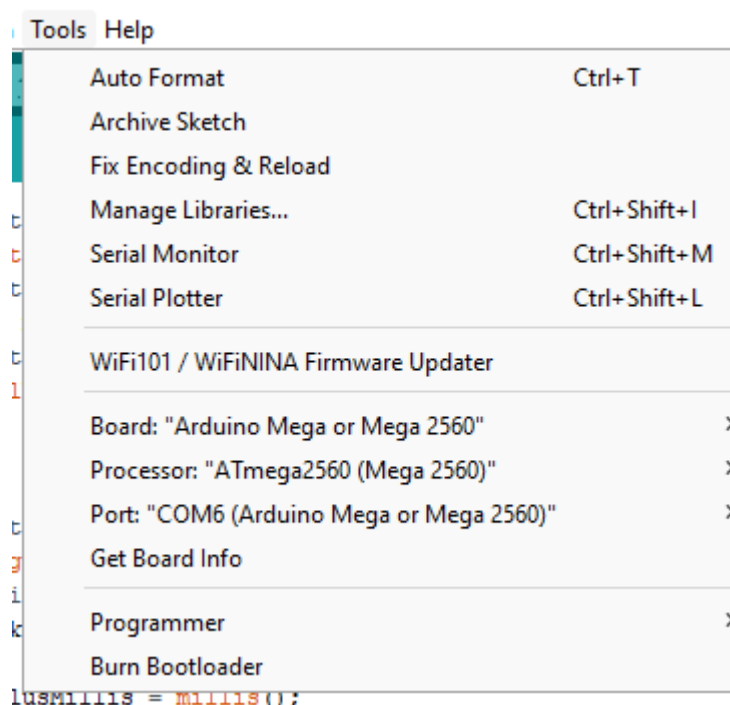 Tools Help
Auto Format Ctrl+T
Archive Sketch
Fix Encoding & Reload
Manage Libraries... Ctrl+Shift+I
Serial Monitor Ctrl+Shift+M
Serial Plotter Ctrl+Shift+L
WiFi101 / WiFiNINA Firmware Updater
Board: "Arduino Mega or Mega 2560"
Processor: "ATmega2560 (Mega 2560)"
Port: "COM6 (Arduino Mega or Mega 2560)"
Get Board Info
Programmer
Burn Bootloader
lusMillis = millis();